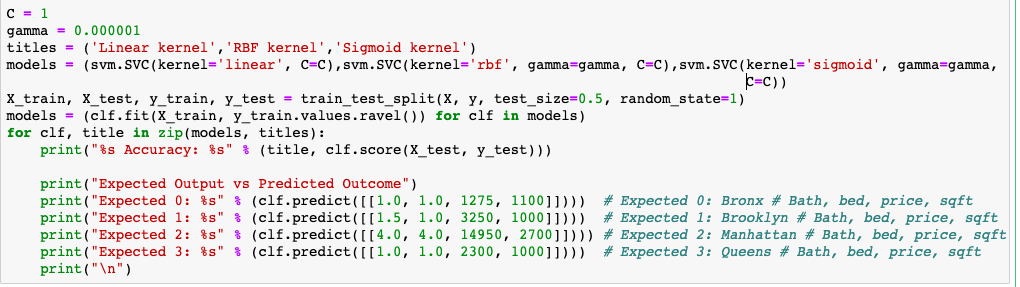 C = 1
gamma = 0.000001
titles = ('Linear kernel','RBF kernel','Sigmoid kernel')
models = (svm.SVC(kernel='linear', C=C),svm.SVC(kernel='rbf', gamma=gamma, C=C),svm.SVC(kernel='sigmoid', gamma=gamma,
C=C))
X_train, X_test, y_train, y_test = train_test_split(X, y, test_size=0.5, random_state=1)
models = (clf.fit(X_train, y_train.values.ravel()) for clf in models)
for clf, title in zip(models, titles):
    print("%s Accuracy: %s" % (title, clf.score(X_test, y_test)))
    print("Expected Output vs Predicted Outcome")
    print("Expected 0: %s" % (clf.predict([[1.0, 1.0, 1275, 1100]])))  # Expected 0: Bronx # Bath, bed, price, sqft
    print("Expected 1: %s" % (clf.predict([[1.5, 1.0, 3250, 1000]])))  # Expected 1: Brooklyn # Bath, bed, price, sqft
    print("Expected 2: %s" % (clf.predict([[4.0, 4.0, 14950, 2700]]))) # Expected 2: Manhattan # Bath, bed, price, sqft
    print("Expected 3: %s" % (clf.predict([[1.0, 1.0, 2300, 1000]])))  # Expected 3: Queens # Bath, bed, price, sqft
    print("\n")